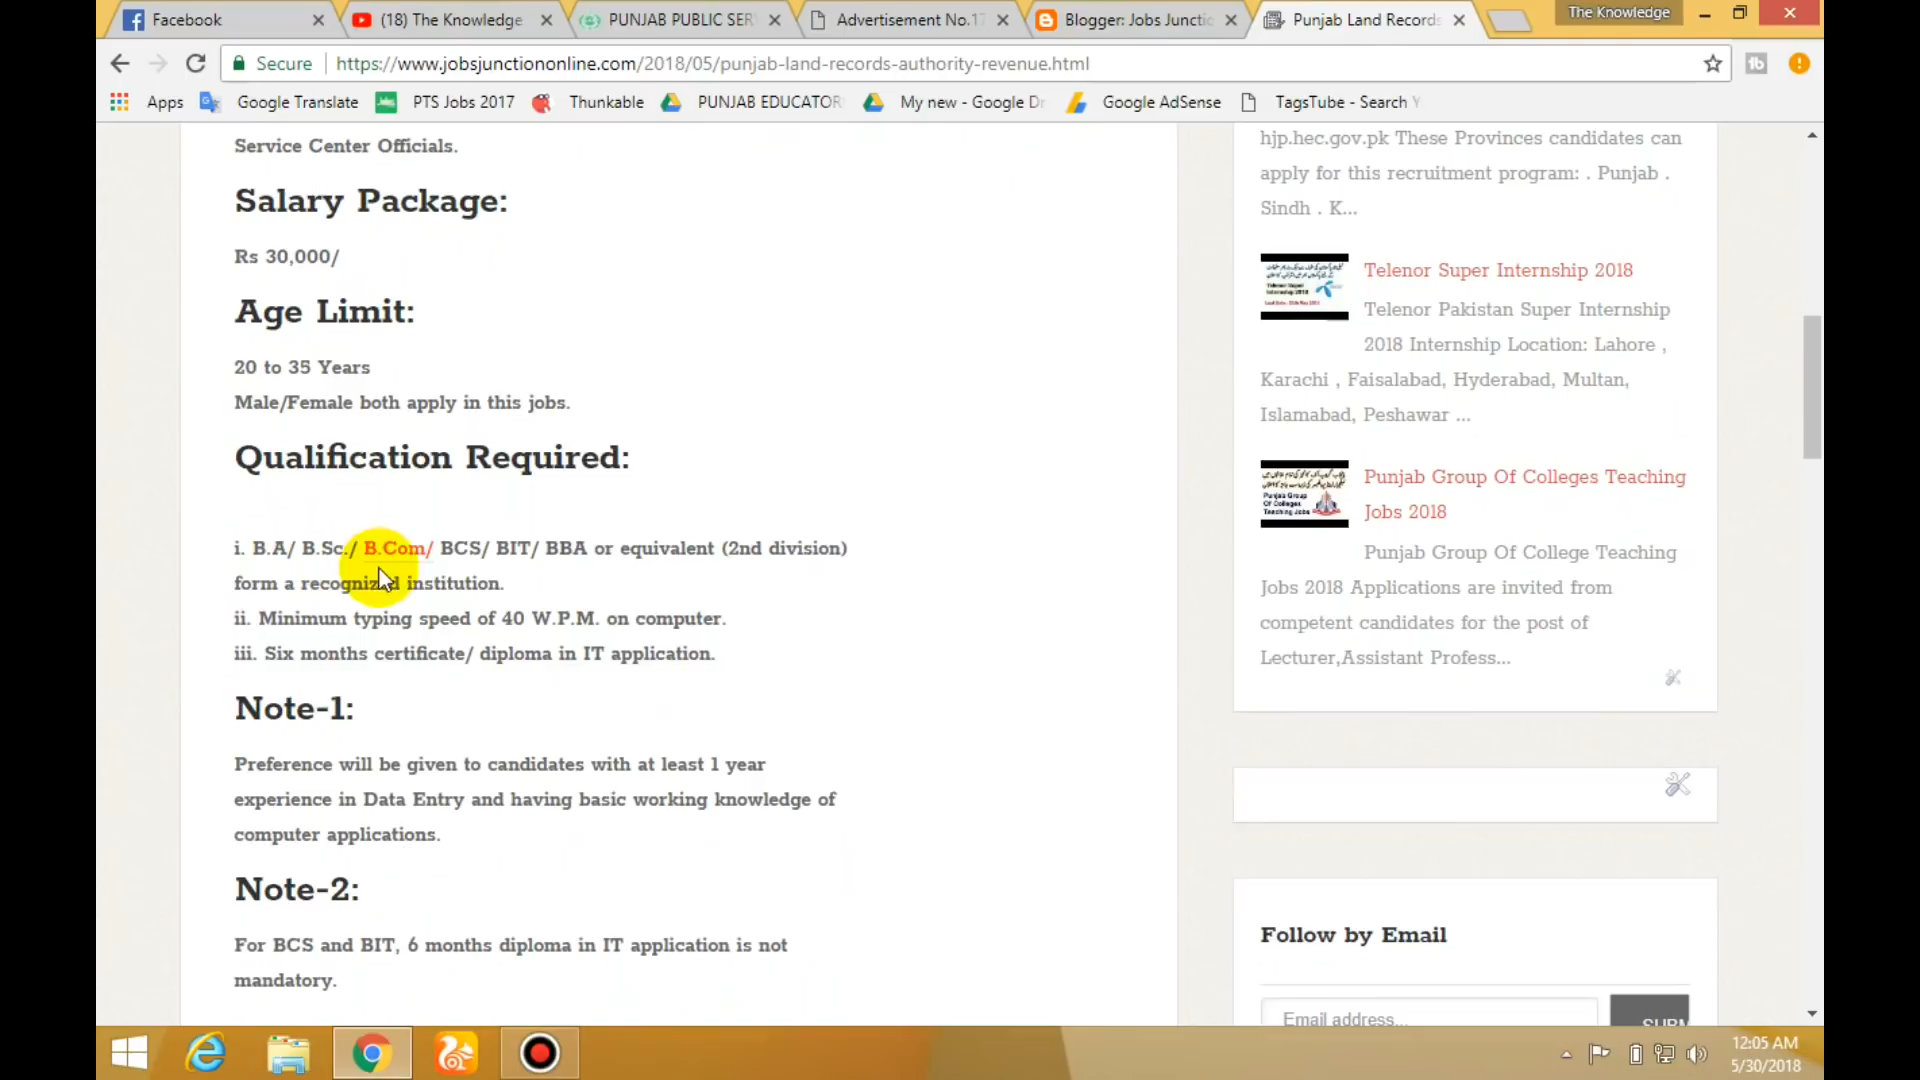 Facebook
(18) The Knowledge
PUNJAB PUBLIC SER
Advertisement No.17
Blogger: Jobs Juncti
Punjab Land Records
The Knowledge
Secure
https://www.jobsjunctiononline.com/2018/05/punjab-land-records-authority-revenue.html
Apps
Google Translate
PTS Jobs 2017
Thunkable
PUNJAB EDUCATOR
My new - Google Dr
Google AdSense
TagsTube - Search Y
Service Center Officials.
Salary Package:
Rs 30,000/
Age Limit:
20 to 35 Years
Male/Female both apply in this jobs.
Qualification Required:
i. B.A/ B.Sc./ B.Com/ BCS/ BIT/ BBA or equivalent (2nd division)
form a recognized institution.
ii. Minimum typing speed of 40 W.P.M. on computer.
iii. Six months certificate/ diploma in IT application.
Note-1:
Preference will be given to candidates with at least 1 year
experience in Data Entry and having basic working knowledge of
computer applications.
Note-2:
For BCS and BIT, 6 months diploma in IT application is not
mandatory.
hjp.hec.gov.pk These Provinces candidates can
apply for this recruitment program: . Punjab .
Sindh . K...
Telenor Super Internship 2018
Telenor Pakistan Super Internship
2018 Internship Location: Lahore ,
Karachi , Faisalabad, Hyderabad, Multan,
Islamabad, Peshawar ...
Punjab Group Of Colleges Teaching
Jobs 2018
Punjab Group Of College Teaching
Jobs 2018 Applications are invited from
competent candidates for the post of
Lecturer,Assistant Profess...
Follow by Email
Email address...
SUBM
12:05 AM
5/30/2018